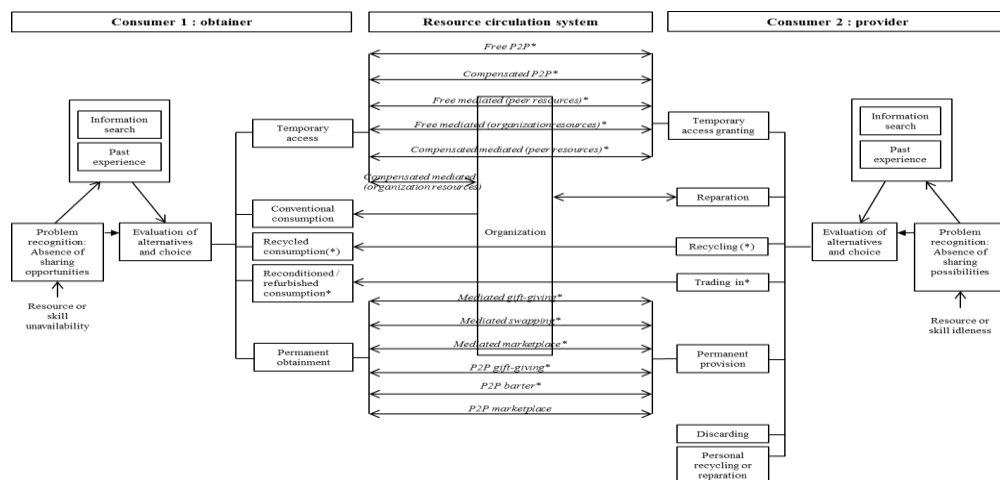 Consumer 1 : obtainer
Resource circulation system
Consumer 2 : provider
Free P2P*
Compensated P2P*
Free mediated (peer resources)*
Free mediated (organization resources)*
Compensated mediated (peer resources)*
Compensated mediated
(organization resources)
Information
search
Past
experience
Problem
recognition:
Absence of
sharing
opportunities
Evaluation of
alternatives
and choice
Resource or
skill
unavailability
Temporary
access
Conventional
consumption
Recycled
consumption(*)
Reconditioned /
refurbished
consumption*
Permanent
obtainment
Organization
Mediated gift-giving*
Mediated swapping*
Mediated marketplace*
P2P gift-giving*
P2P barter*
P2P marketplace
Temporary
access granting
Reparation
Recycling (*)
Trading in*
Permanent
provision
Discarding
Personal
recycling or
reparation
Information
search
Past
experience
Evaluation of
alternatives
and choice
Problem
recognition:
Absence of
sharing
possibilities
Resource or
skill idleness